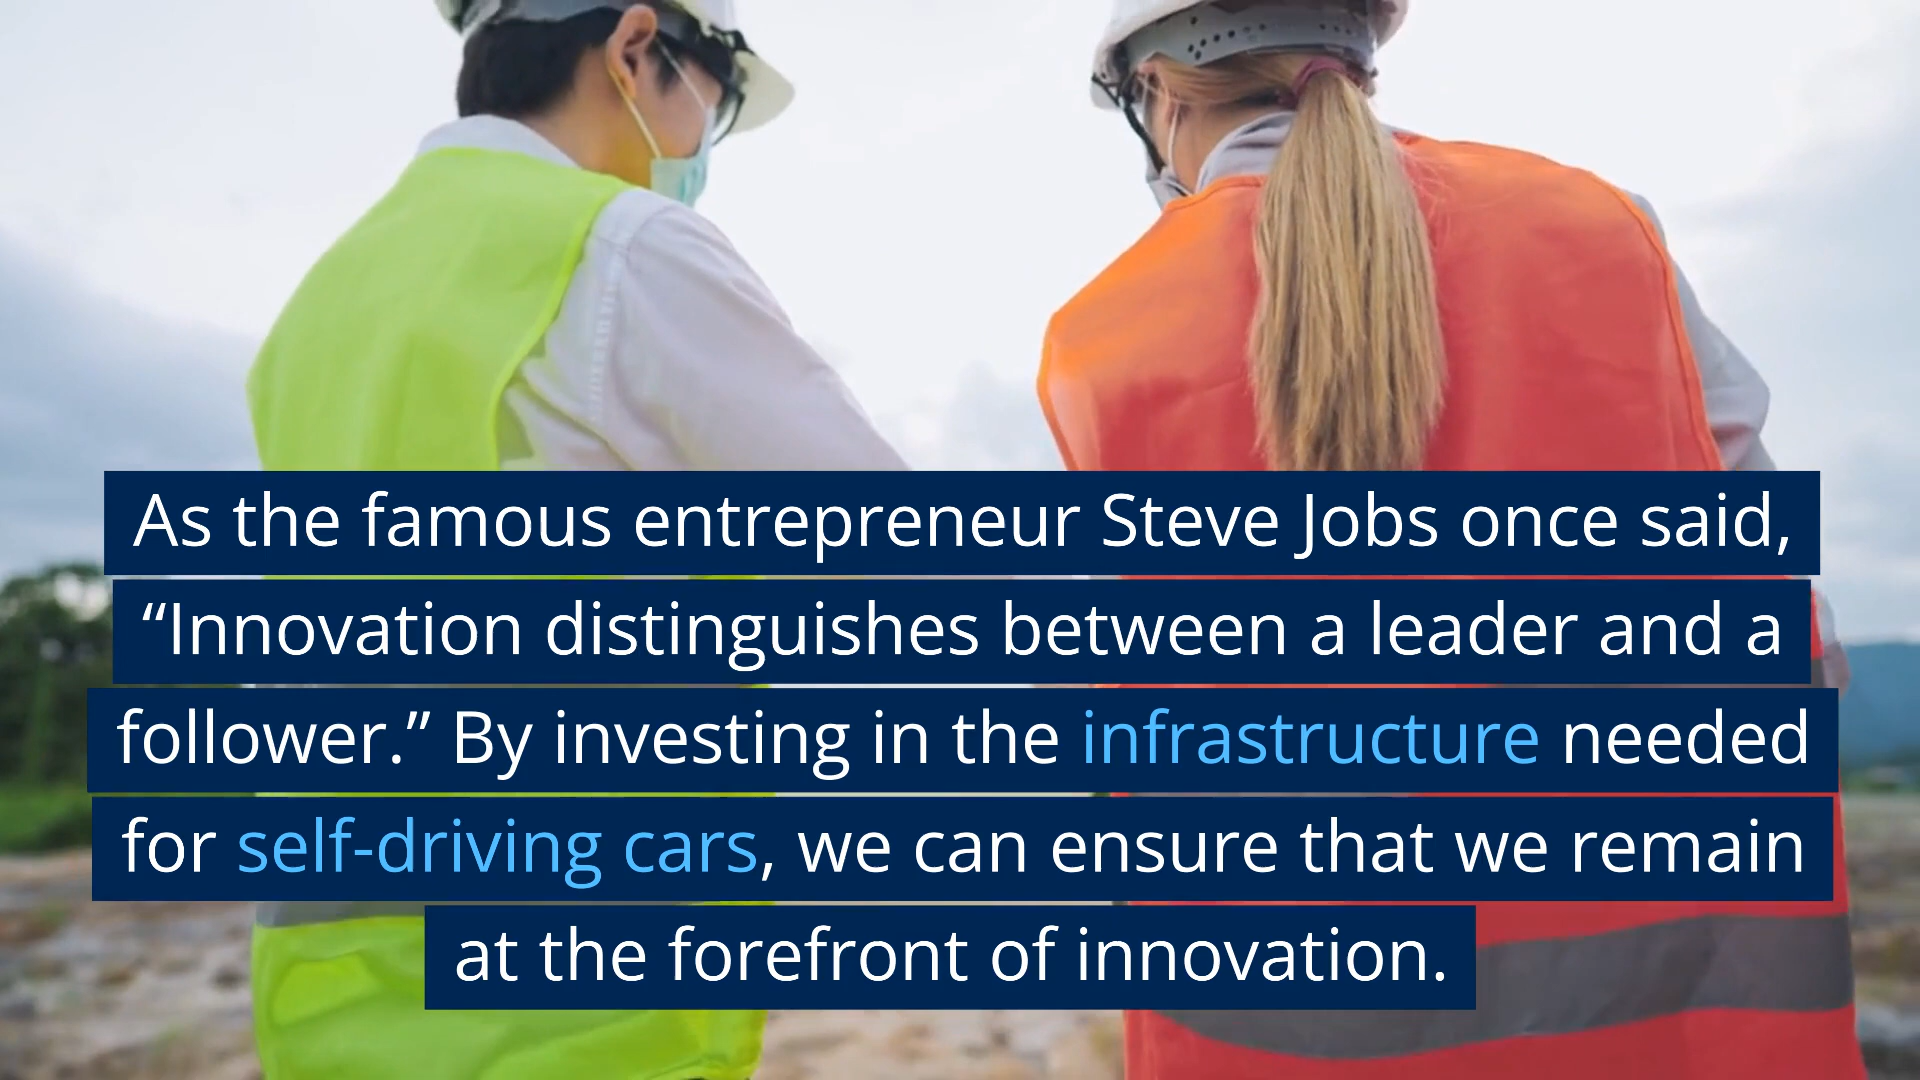 As the famous entrepreneur Steve Jobs once said,
“Innovation distinguishes between a leader and a
follower.” By investing in the infrastructure needed
for self-driving cars, we can ensure that we remain
at the forefront of innovation.